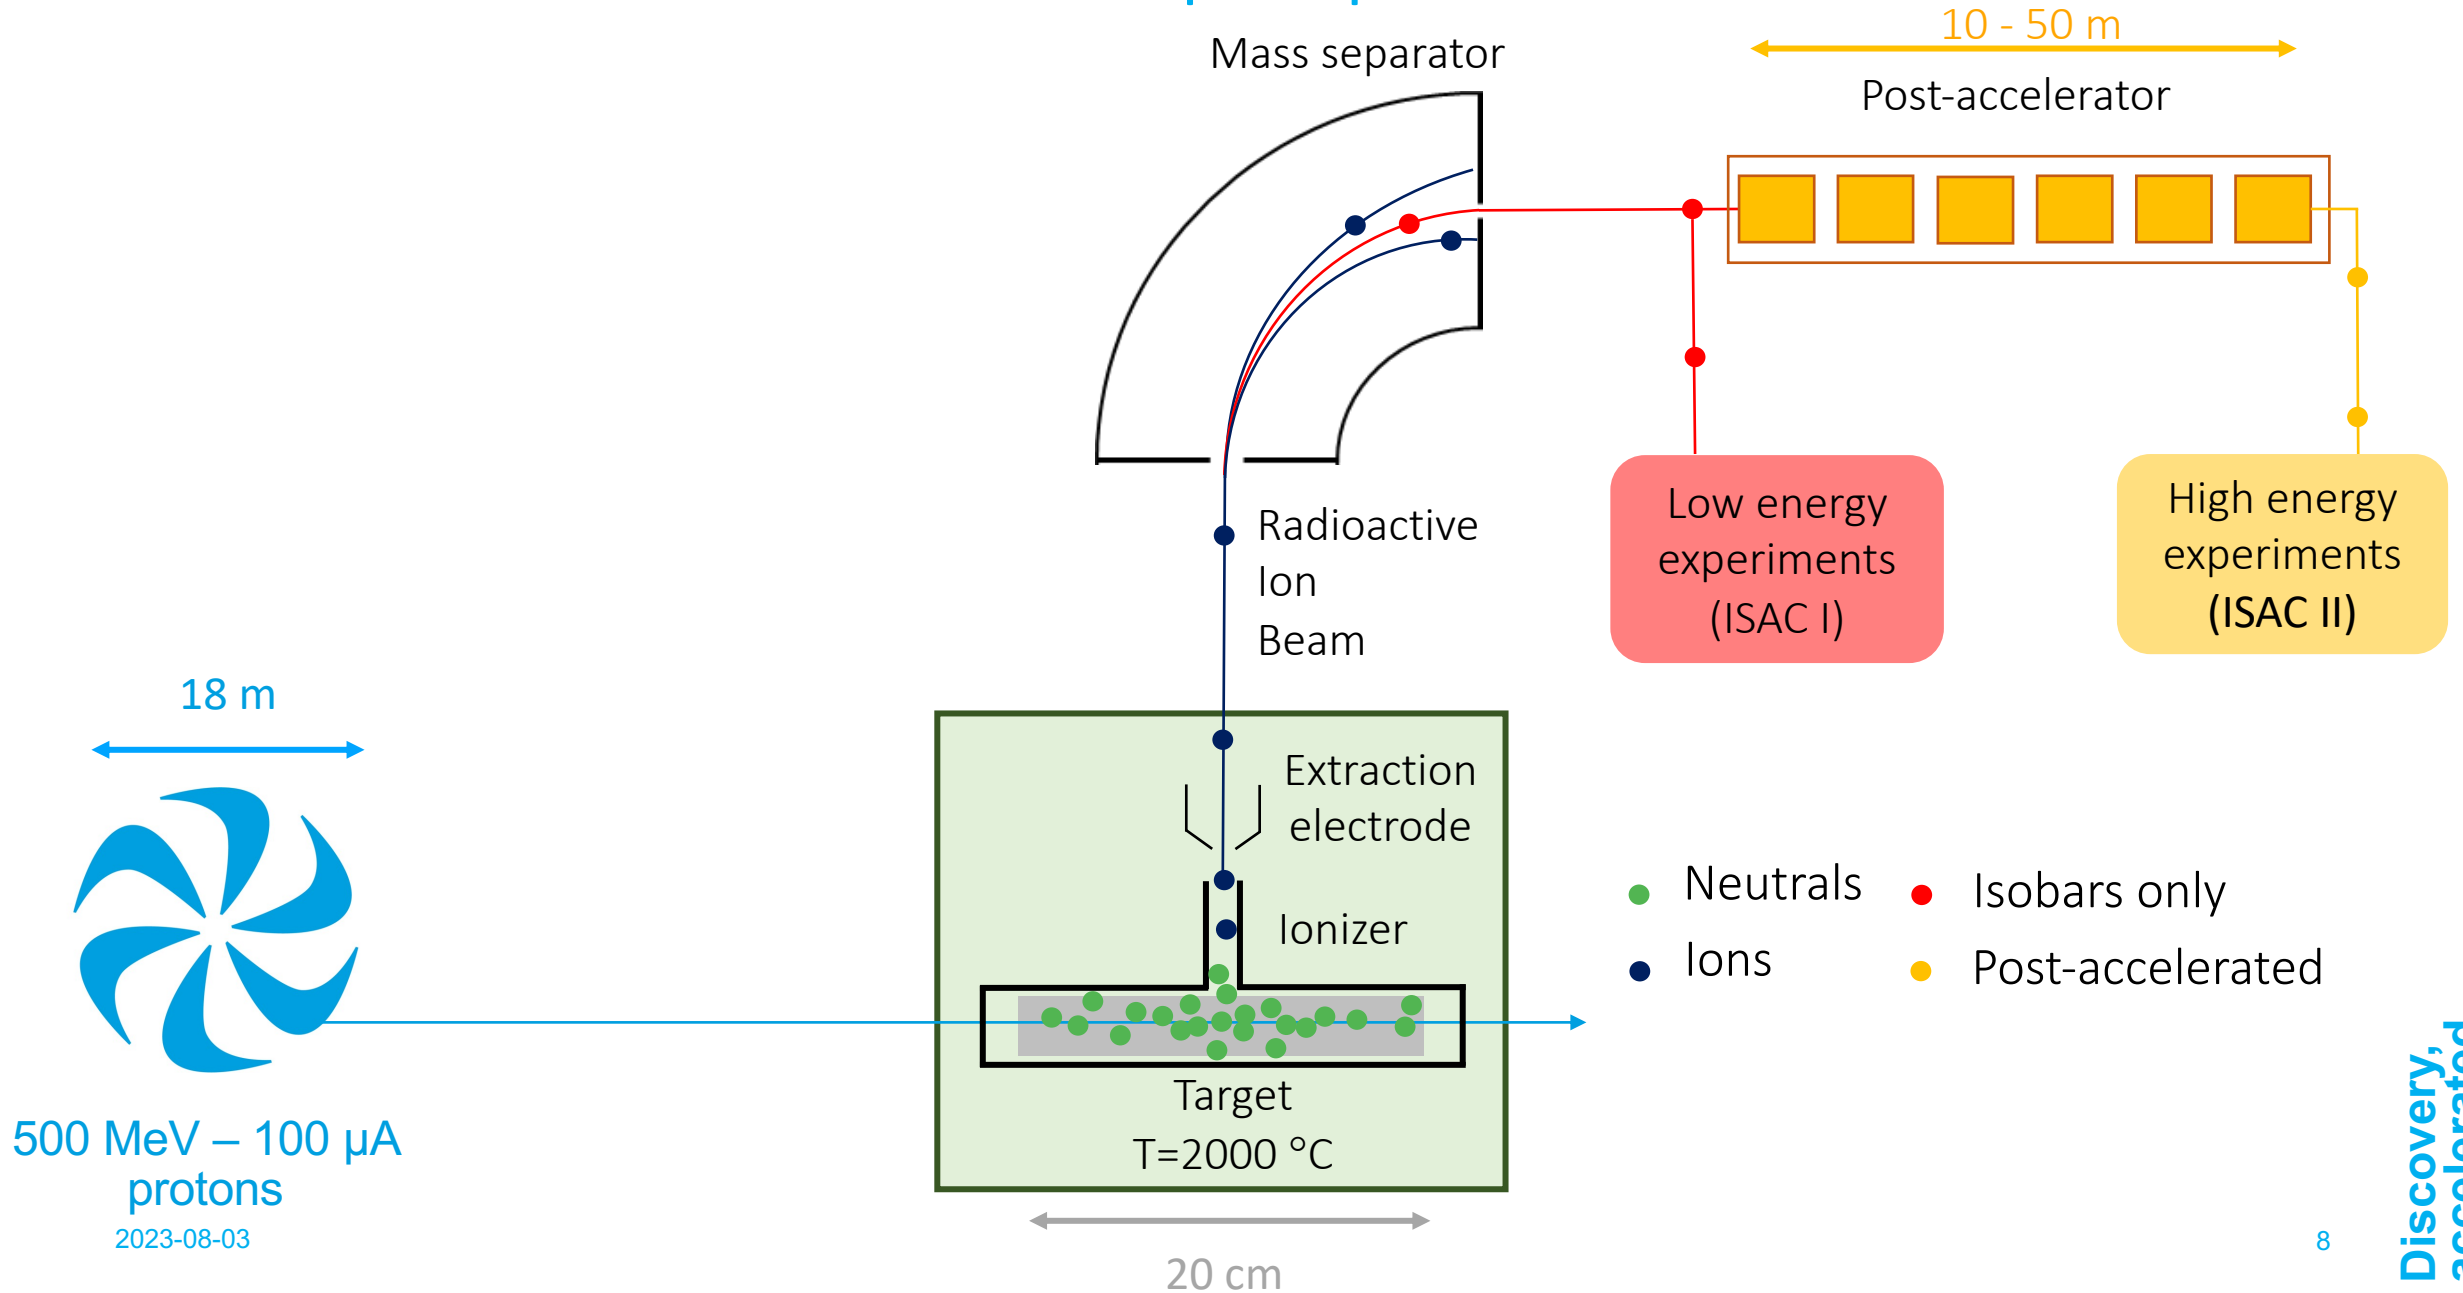 Mass separator
10 - 50 m
Post-accelerator
Radioactive
Ion
Beam
Low energy
experiments
(ISAC I)
High energy
experiments
(ISAC II)
18 m
Extraction
electrode
Ionizer
Neutrals
Isobars only
Ions
Post-accelerated
Target
T=2000 °C
500 MeV – 100 µA
protons
2023-08-03
20 cm
8
Discovery,
accelerated